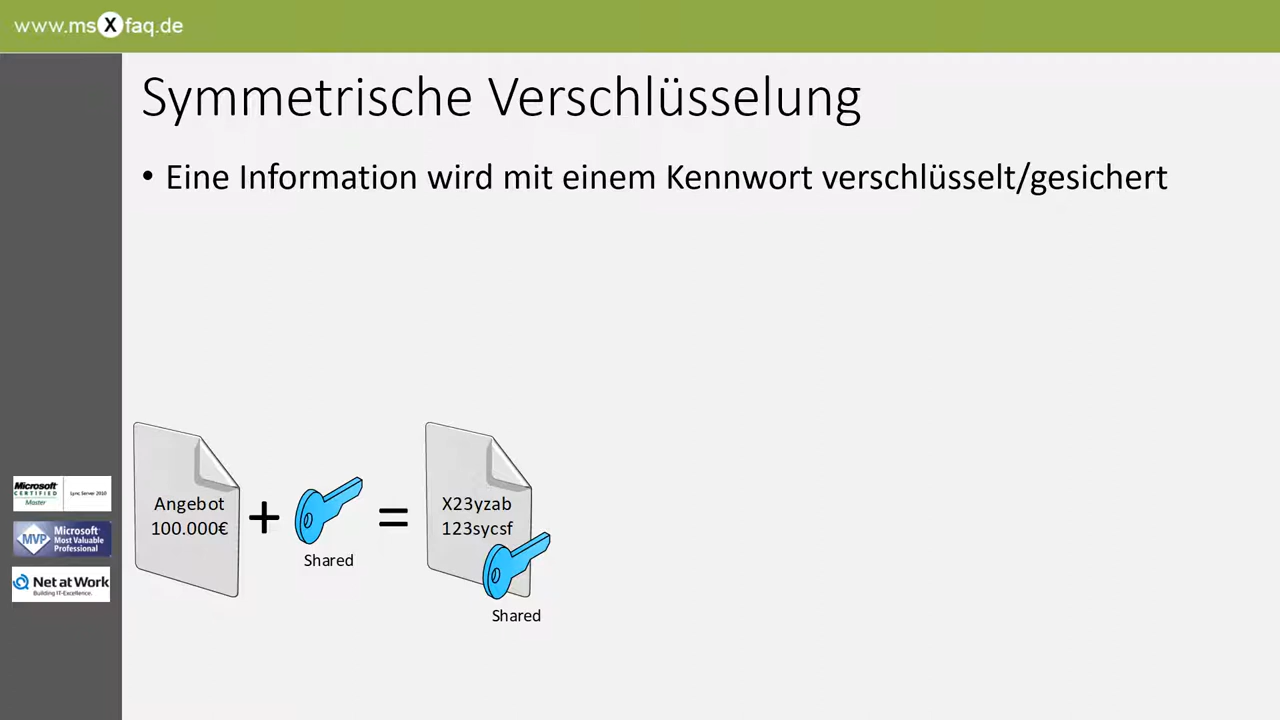 www.msXfaq.de
Symmetrische Verschlüsselung
• Eine Information wird mit einem Kennwort verschlüsselt/gesichert
Angebot
100.000€
+
Shared
=
X23yzab
123sycsf
Shared
Microsoft
CERTIFIED
Master
Lync Server 2010
MVP
Microsoft
Most Valuable
Professional
Net at Work
Building IT-Excellence.